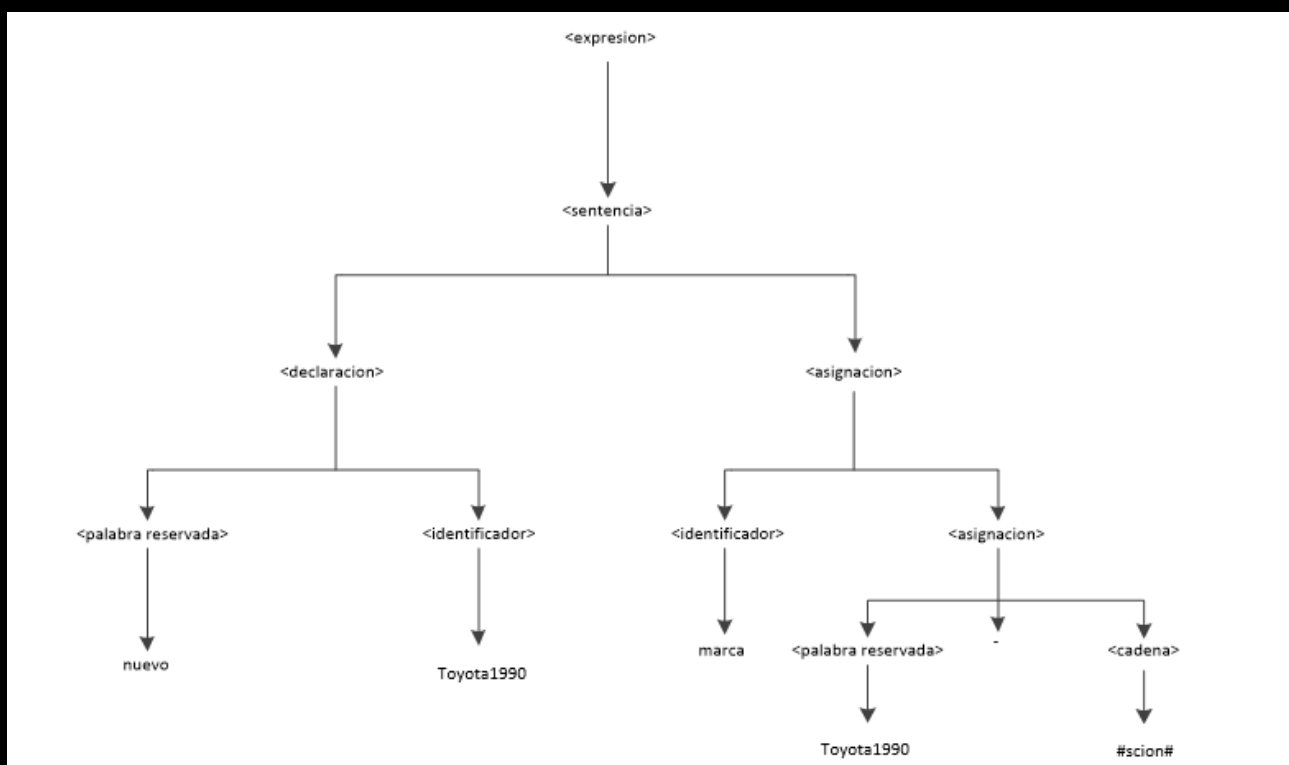 <expresion>
<sentencia>
<declaracion>
<asignacion>
<palabra reservada>
<identificador>
<identificador>
<asignacion>
nuevo
Toyota1990
marca
<palabra reservada>
-
<cadena>
Toyota1990
#scion#